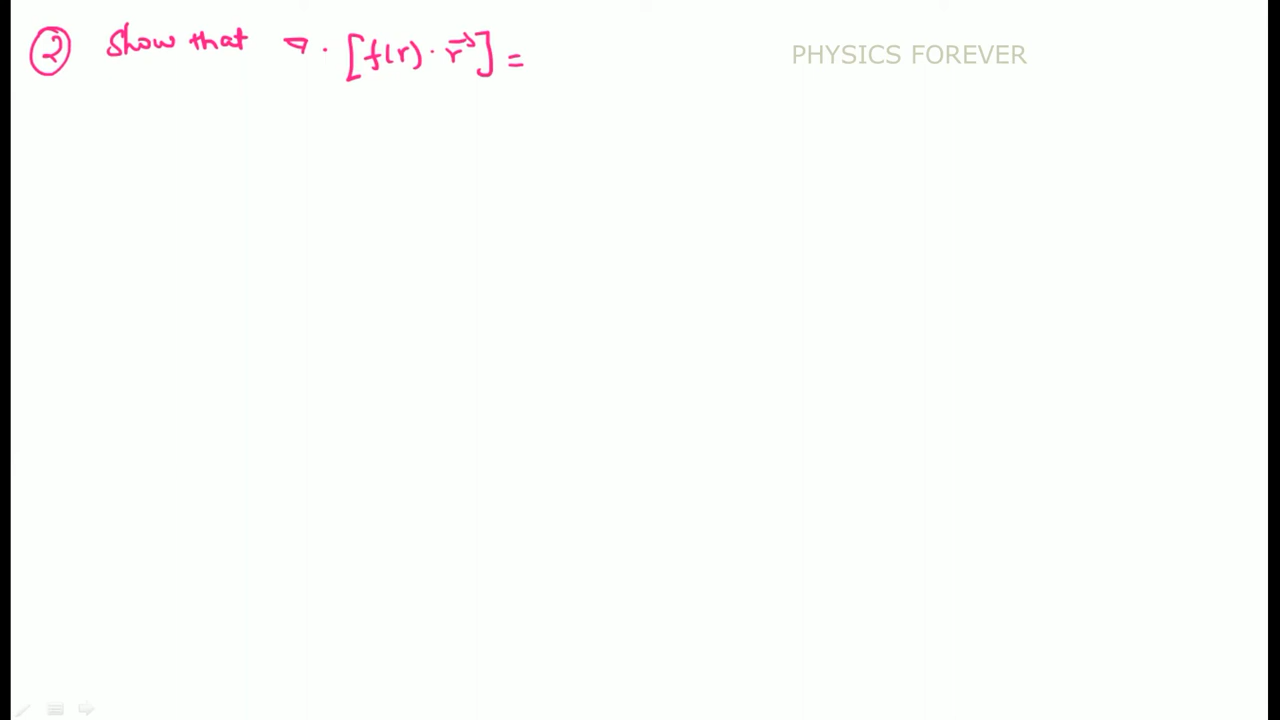 ② Show that ∇ · [f(r) · r⃗] =
PHYSICS FOREVER